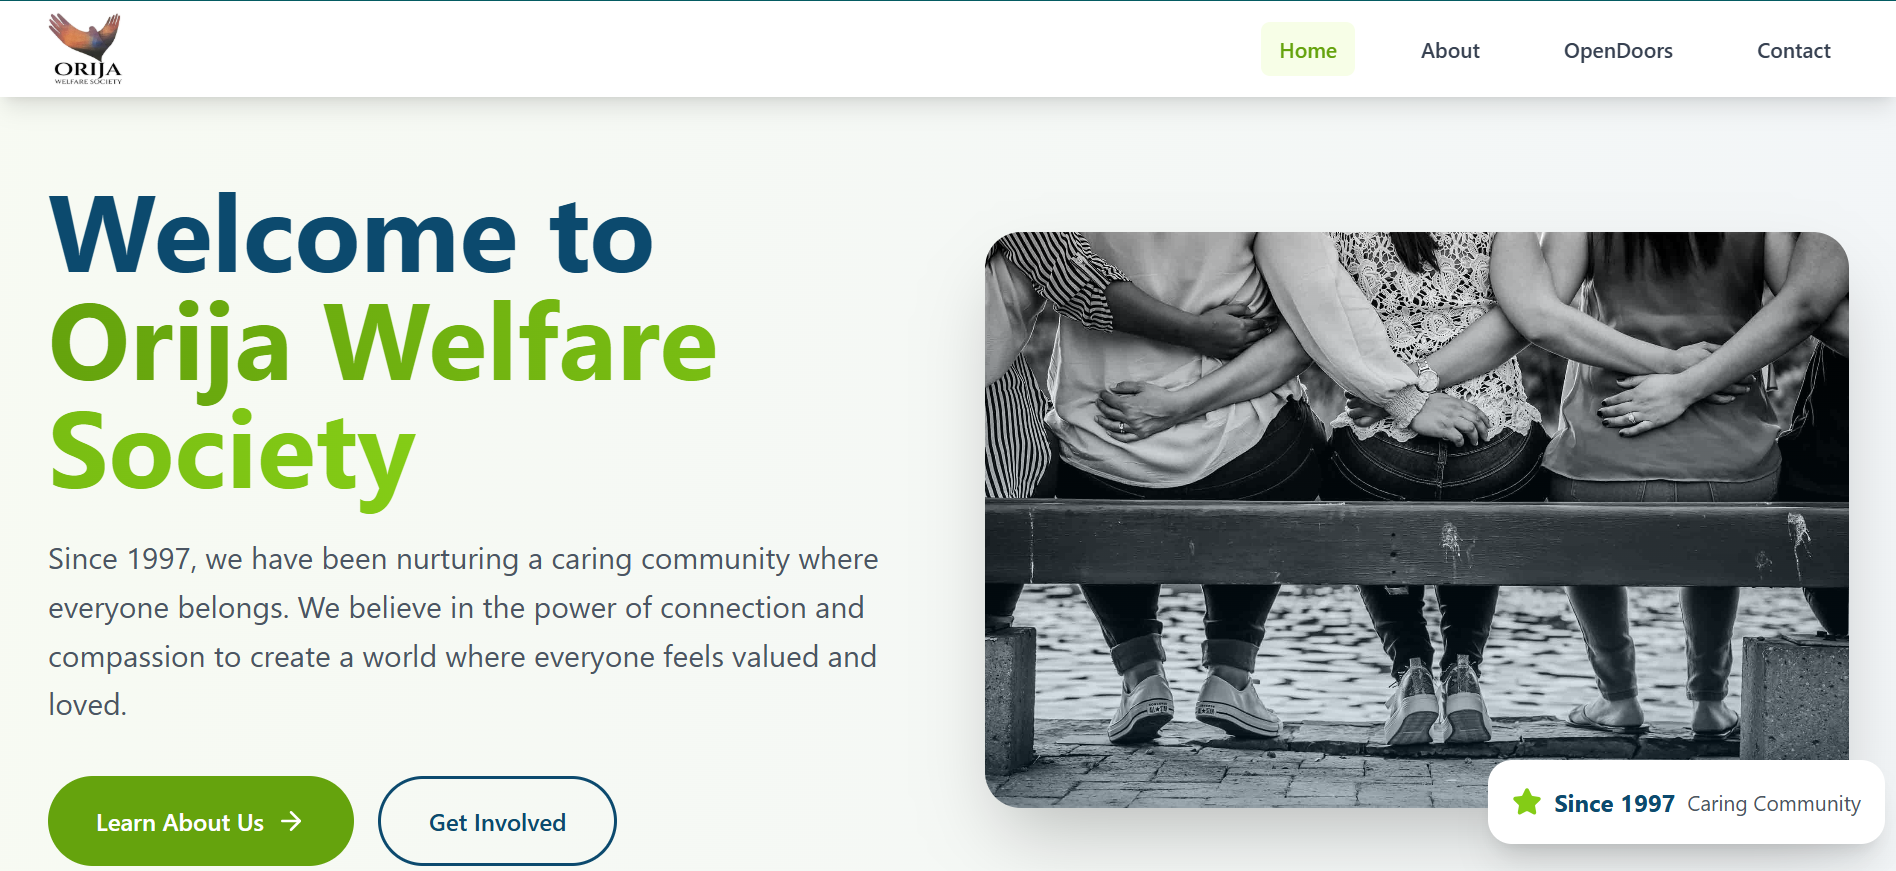 ORIJA
WELFARE SOCIETY
Home
About
OpenDoors
Contact
Welcome to
Orija Welfare
Society
Since 1997, we have been nurturing a caring community where
everyone belongs. We believe in the power of connection and
compassion to create a world where everyone feels valued and
loved.
Learn About Us →
Get Involved
Since 1997 Caring Community